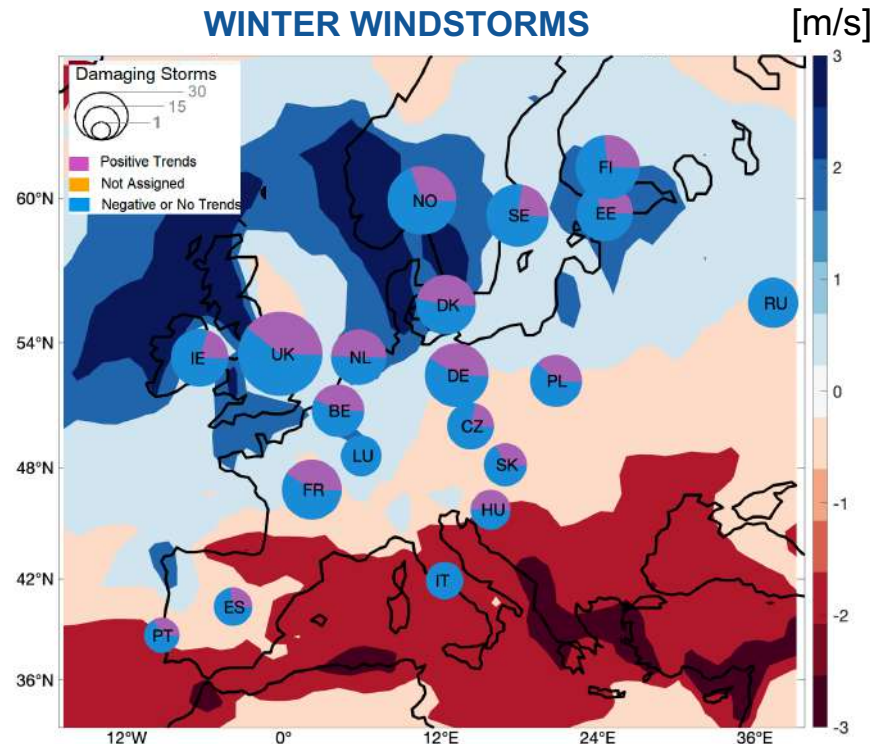 WINTER WINDSTORMS
[m/s]
Damaging Storms
30
15
1
Positive Trends
Not Assigned
Negative or No Trends
3
2
1
0
-1
-2
-3
60°N
54°N
48°N
42°N
36°N
NO
FI
SE
EE
DK
RU
IE
UK
NL
DE
PL
BE
CZ
LU
SK
FR
HU
IT
ES
PT
12°W
0°
12°E
24°E
36°E